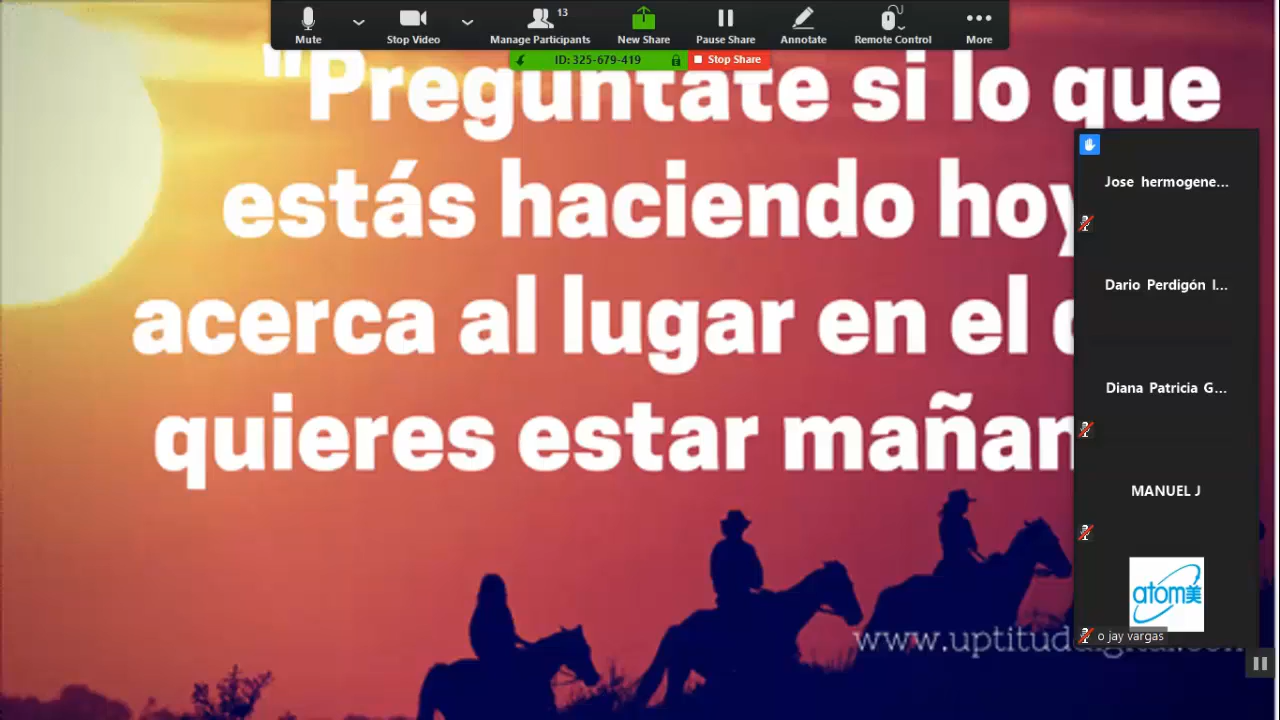 13
Mute
Stop Video
Manage Participants
New Share
Pause Share
Annotate
Remote Control
More
ID: 325-679-419
Stop Share
"Pregúntate si lo que
estás haciendo hoy
acerca al lugar en el
quieres estar mañan
www.uptituddigital.com
Jose hermogene...
Dario Perdigón I...
Diana Patricia G...
MANUEL J
atom美
o jay vargas